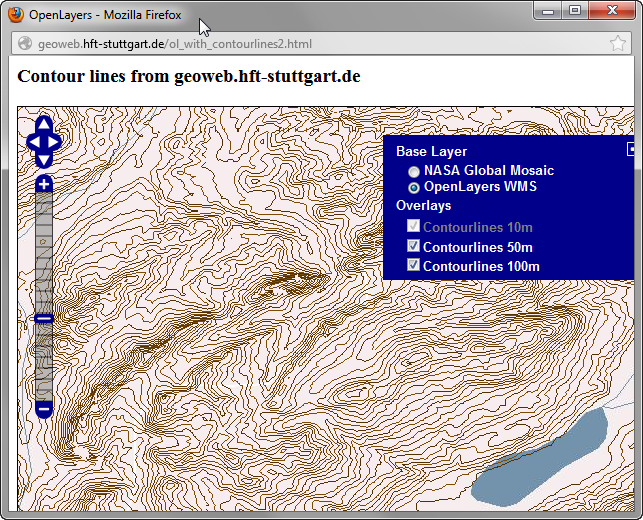 OpenLayers - Mozilla Firefox
geoweb.hft-stuttgart.de/ol_with_contourlines2.html
Contour lines from geoweb.hft-stuttgart.de
Base Layer
NASA Global Mosaic
OpenLayers WMS
Overlays
Contourlines 10m
Contourlines 50m
Contourlines 100m